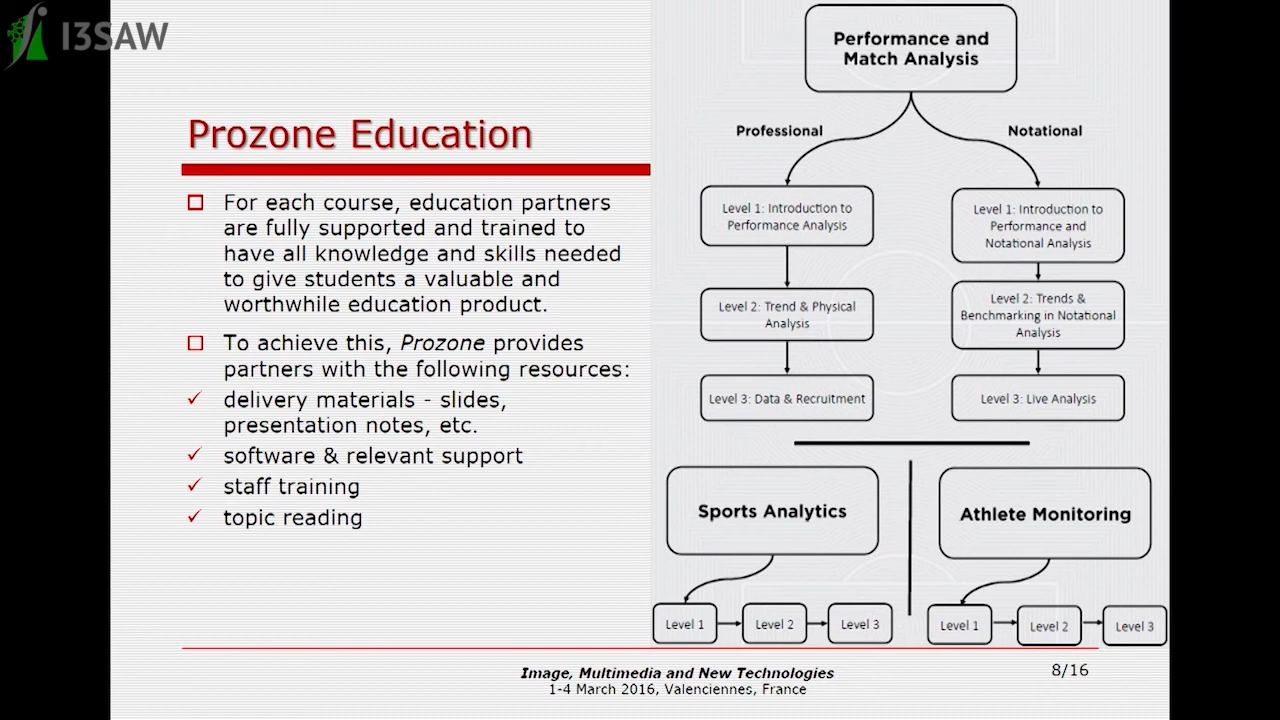 I3SAW
Prozone Education
For each course, education partners
are fully supported and trained to
have all knowledge and skills needed
to give students a valuable and
worthwhile education product.
To achieve this, Prozone provides
partners with the following resources:
delivery materials - slides,
presentation notes, etc.
software & relevant support
staff training
topic reading
Performance and
Match Analysis
Professional
Notational
Level 1: Introduction to
Performance Analysis
Level 1: Introduction to
Performance and
Notational Analysis
Level 2: Trend & Physical
Analysis
Level 2: Trends &
Benchmarking in Notational
Analysis
Level 3: Data & Recruitment
Level 3: Live Analysis
Sports Analytics
Athlete Monitoring
Level 1
Level 2
Level 3
Level 1
Level 2
Level 3
Image, Multimedia and New Technologies
1-4 March 2016, Valenciennes, France
8/16